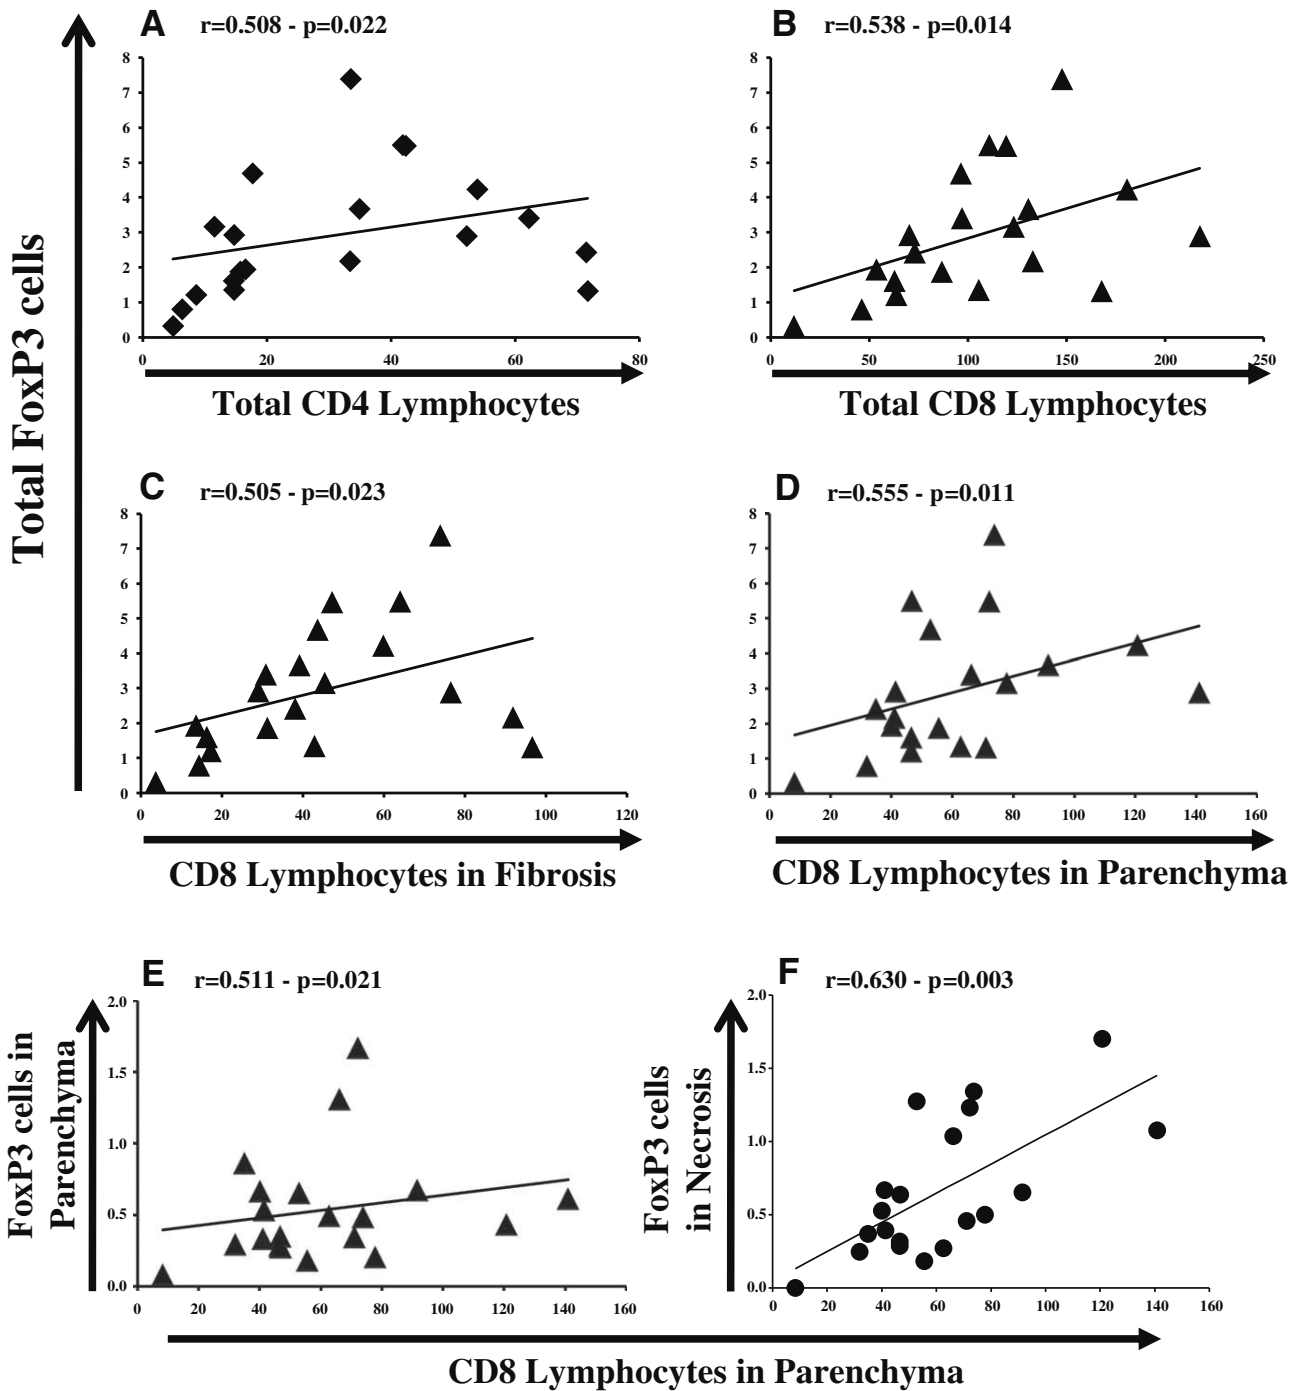 A r=0.508 - p=0.022
B r=0.538 - p=0.014
Total FoxP3 cells
8
7
6
5
4
3
2
1
0
0 20 40 60 80
Total CD4 Lymphocytes
8
7
6
5
4
3
2
1
0
0 50 100 150 200 250
Total CD8 Lymphocytes
C r=0.505 - p=0.023
8
7
6
5
4
3
2
1
0
0 20 40 60 80 100 120
CD8 Lymphocytes in Fibrosis
D r=0.555 - p=0.011
8
7
6
5
4
3
2
1
0
0 20 40 60 80 100 120 140 160
CD8 Lymphocytes in Parenchyma
E r=0.511 - p=0.021
FoxP3 cells in
Parenchyma
2.0
1.5
1.0
0.5
0.0
0 20 40 60 80 100 120 140 160
F r=0.630 - p=0.003
FoxP3 cells
in Necrosis
2.0
1.5
1.0
0.5
0.0
0 20 40 60 80 100 120 140 160
CD8 Lymphocytes in Parenchyma